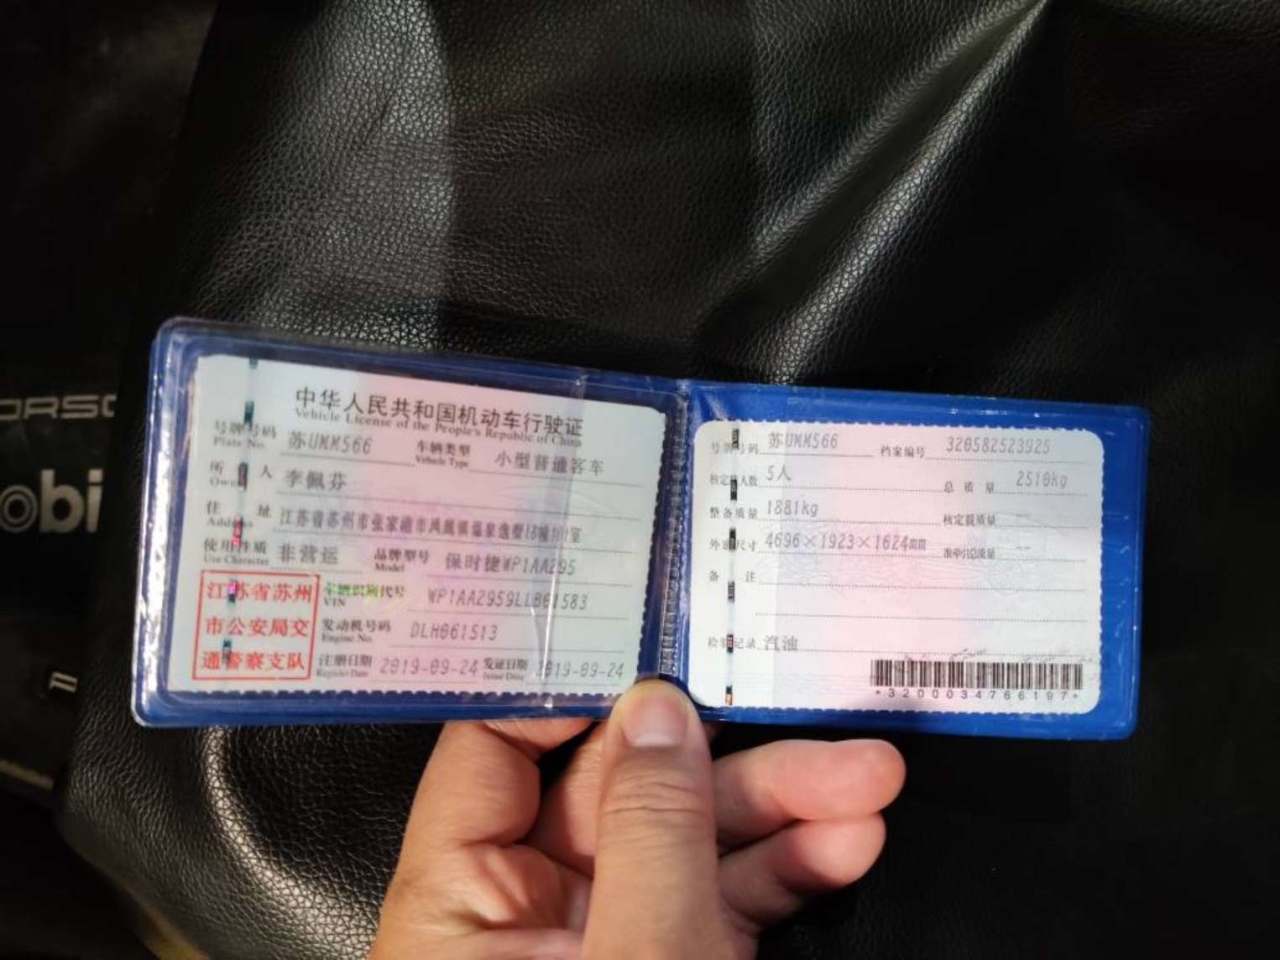 中华人民共和国机动车行驶证
Vehicle License of the People's Republic of China
号牌号码 苏UMM566 车辆类型 小型普通客车
Plate No. Vehicle Type
所 人 李佩芬
住 址 江苏省苏州市张家港市凤凰镇
Address
使用性质 非营运 品牌型号 保时捷WP1AA295
Use Character Model
江苏省苏州
市公安局交
通警察支队
车辆识别代号 WP1AA2959LLB61583
VIN
发动机号码 DLH061513
Engine No.
注册日期 2019-09-24 发证日期 2019-09-24
Register Date Issue Date
号牌号码 苏UMM566 档案编号 320582523925
核定人数 5人 总质量 2510kg
整备质量 1881kg 核定载质量 --
外廓尺寸 4696×1923×1624mm 准牵引总质量 --
备 注
检验记录 汽油
*3200034766197*
ORSC
obi